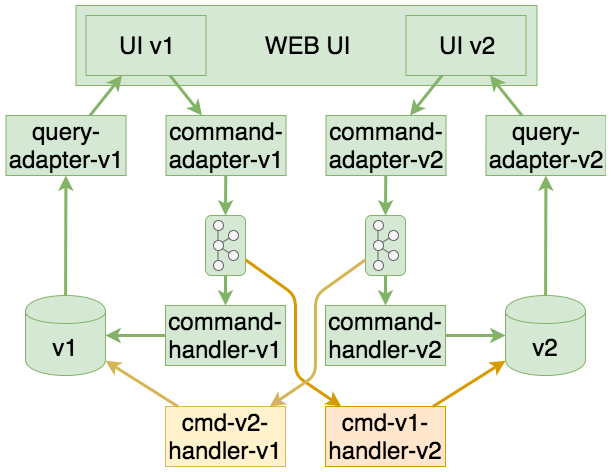 UI v1
WEB UI
UI v2
query-
adapter-v1
command-
adapter-v1
command-
adapter-v2
query-
adapter-v2
command-
handler-v1
command-
handler-v2
v1
v2
cmd-v2-
handler-v1
cmd-v1-
handler-v2